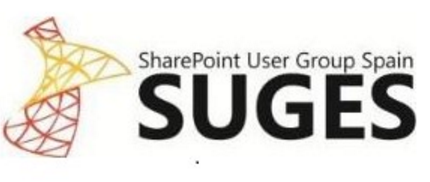 SharePoint User Group Spain
SUGES
.